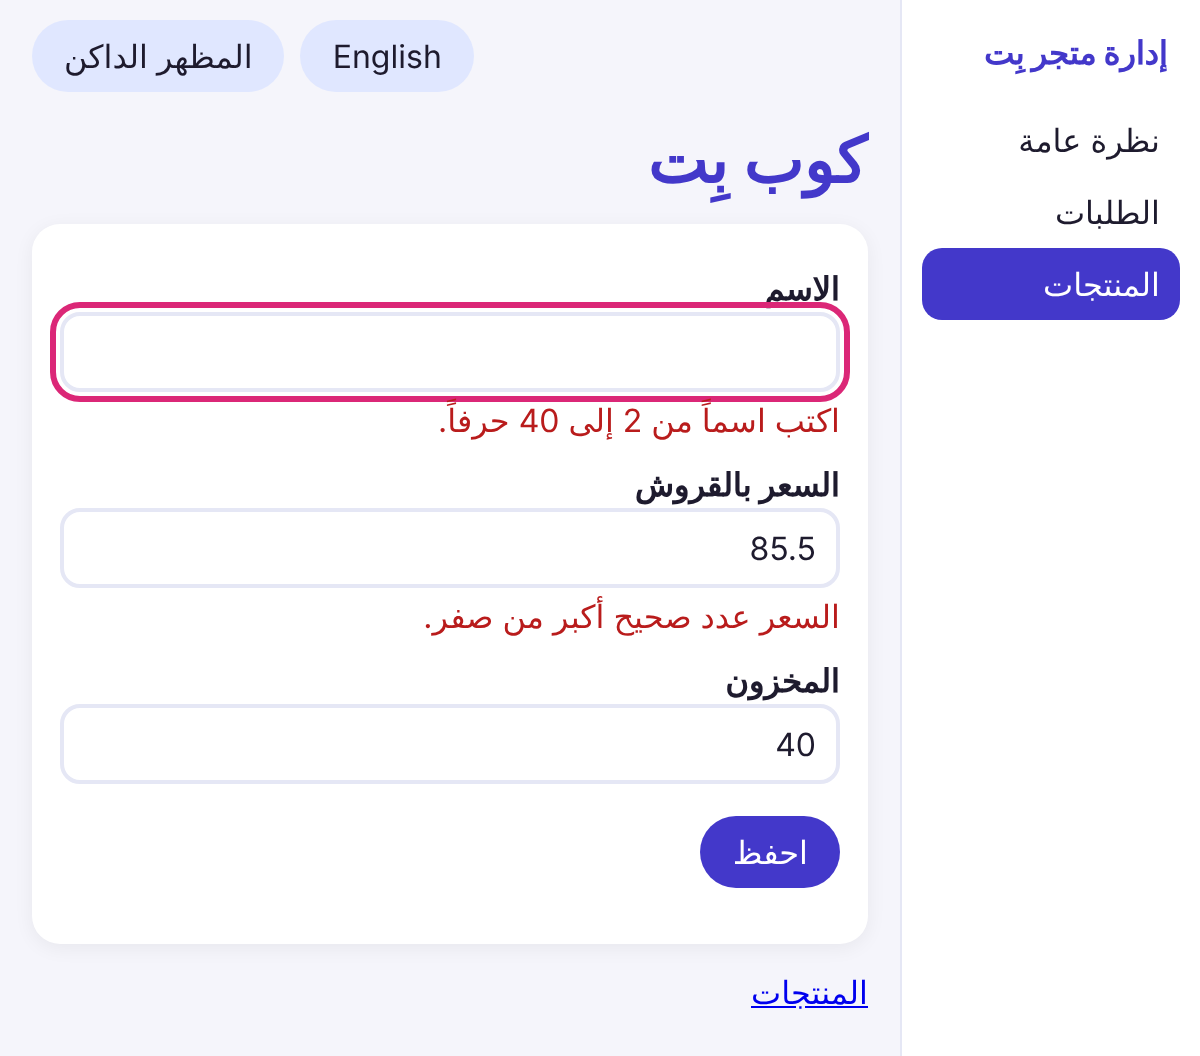 إدارة متجر بِت
نظرة عامة
الطلبات
المنتجات
English
المظهر الداكن
كوب بِت
الاسم
اكتب اسماً من 2 إلى 40 حرفاً.
السعر بالقروش
85.5
السعر عدد صحيح أكبر من صفر.
المخزون
40
احفظ
المنتجات